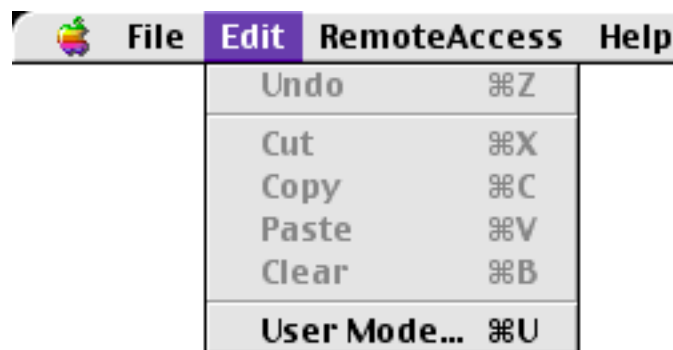 File Edit RemoteAccess Help
Undo ⌘Z
Cut ⌘X
Copy ⌘C
Paste ⌘V
Clear ⌘B
User Mode... ⌘U